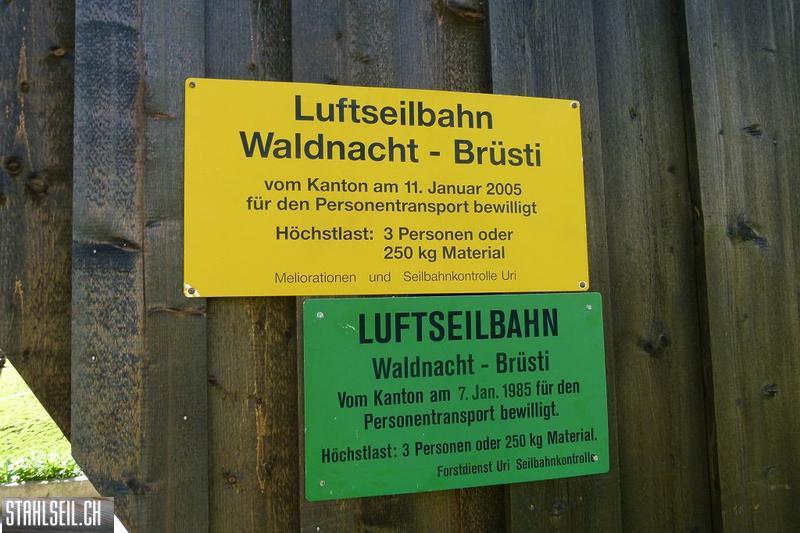 Luftseilbahn
Waldnacht - Brüsti
vom Kanton am 11. Januar 2005
für den Personentransport bewilligt
Höchstlast: 3 Personen oder
250 kg Material
Meliorationen und Seilbahnkontrolle Uri
LUFTSEILBAHN
Waldnacht - Brüsti
Vom Kanton am 7. Jan. 1985 für den
Personentransport bewilligt.
Höchstlast: 3 Personen oder 250 kg Material.
Forstdienst Uri Seilbahnkontrolle
STAHLSEIL.CH